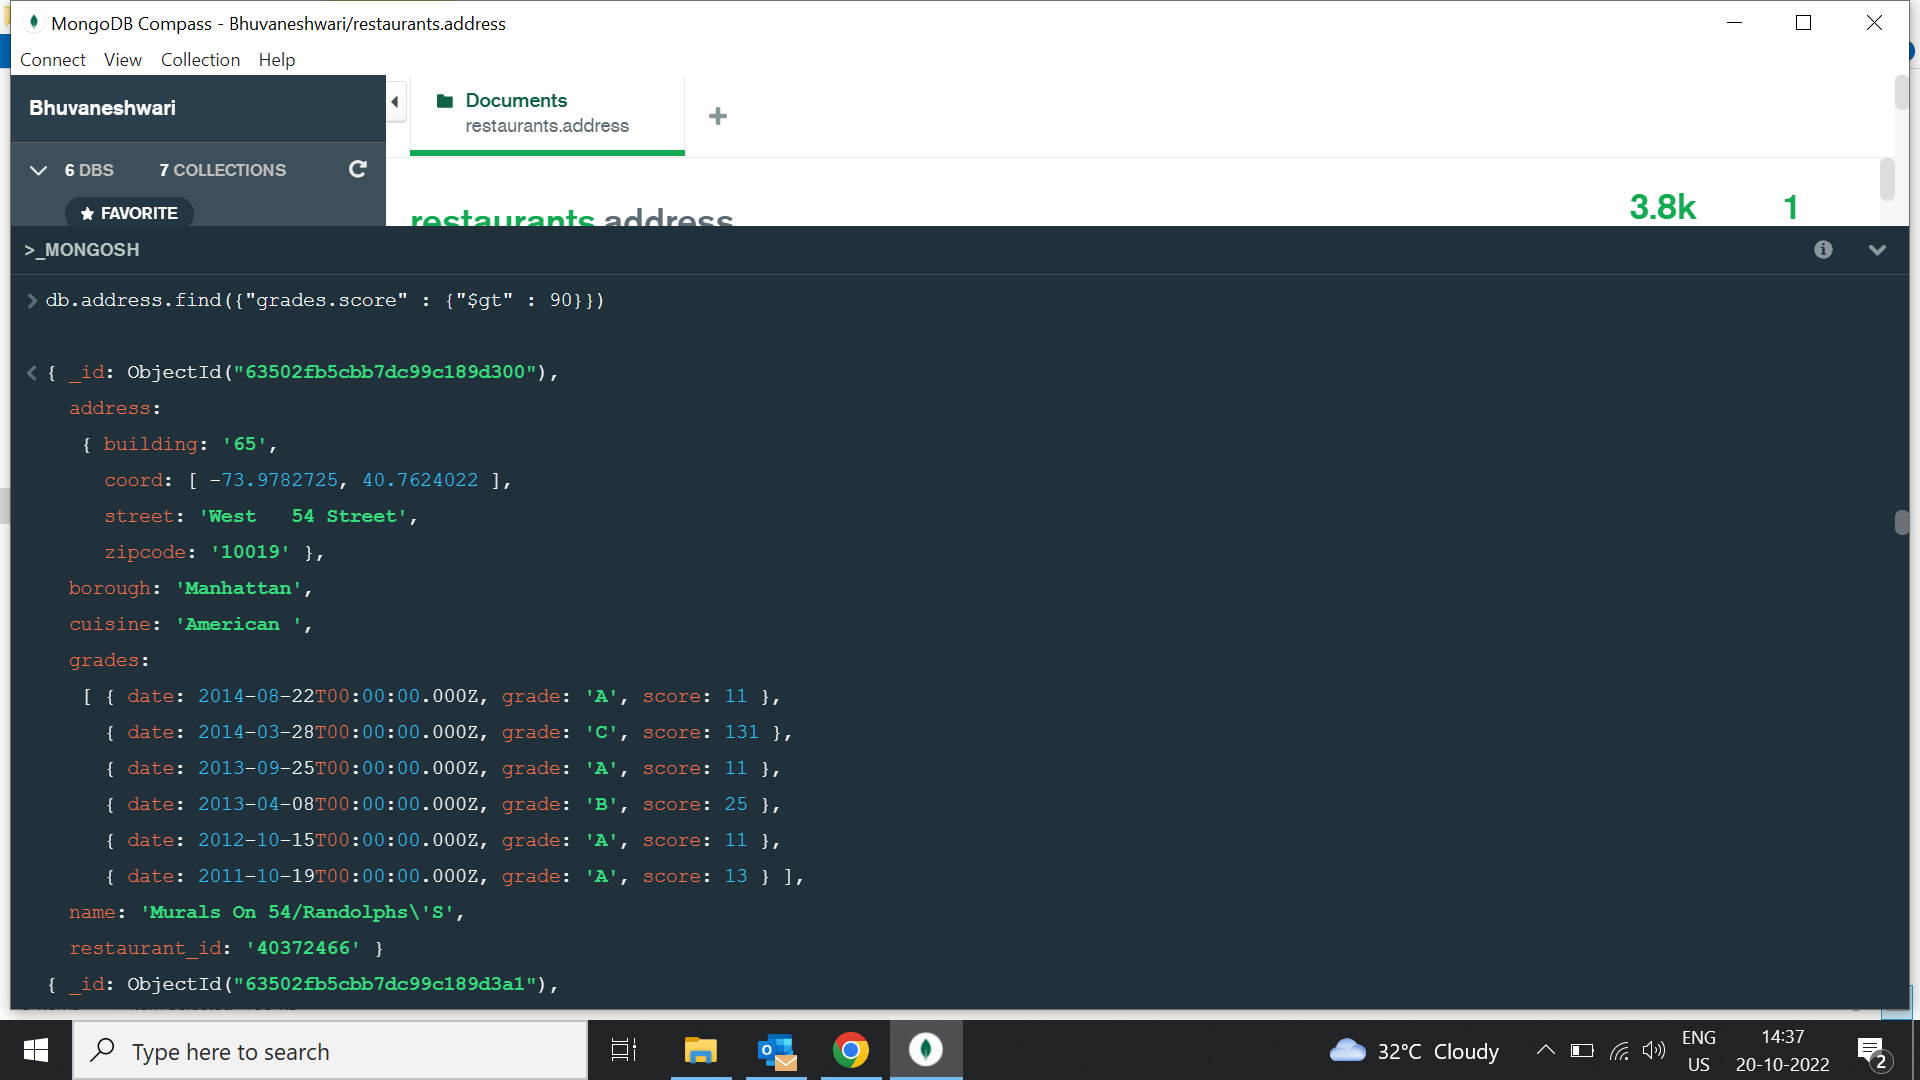 MongoDB Compass - Bhuvaneshwari/restaurants.address
Connect View Collection Help
Bhuvaneshwari
Documents
restaurants.address
6 DBS 7 COLLECTIONS
FAVORITE
restaurants.address
3.8k 1
>_MONGOSH
db.address.find({"grades.score" : {"$gt" : 90}})
{ _id: ObjectId("63502fb5cbb7dc99c189d300"),
address:
{ building: '65',
coord: [ -73.9782725, 40.7624022 ],
street: 'West   54 Street',
zipcode: '10019' },
borough: 'Manhattan',
cuisine: 'American ',
grades:
[ { date: 2014-08-22T00:00:00.000Z, grade: 'A', score: 11 },
{ date: 2014-03-28T00:00:00.000Z, grade: 'C', score: 131 },
{ date: 2013-09-25T00:00:00.000Z, grade: 'A', score: 11 },
{ date: 2013-04-08T00:00:00.000Z, grade: 'B', score: 25 },
{ date: 2012-10-15T00:00:00.000Z, grade: 'A', score: 11 },
{ date: 2011-10-19T00:00:00.000Z, grade: 'A', score: 13 } ],
name: 'Murals On 54/Randolphs\'S',
restaurant_id: '40372466' }
{ _id: ObjectId("63502fb5cbb7dc99c189d3a1"),
Type here to search
32°C Cloudy
ENG
US
14:37
20-10-2022
2